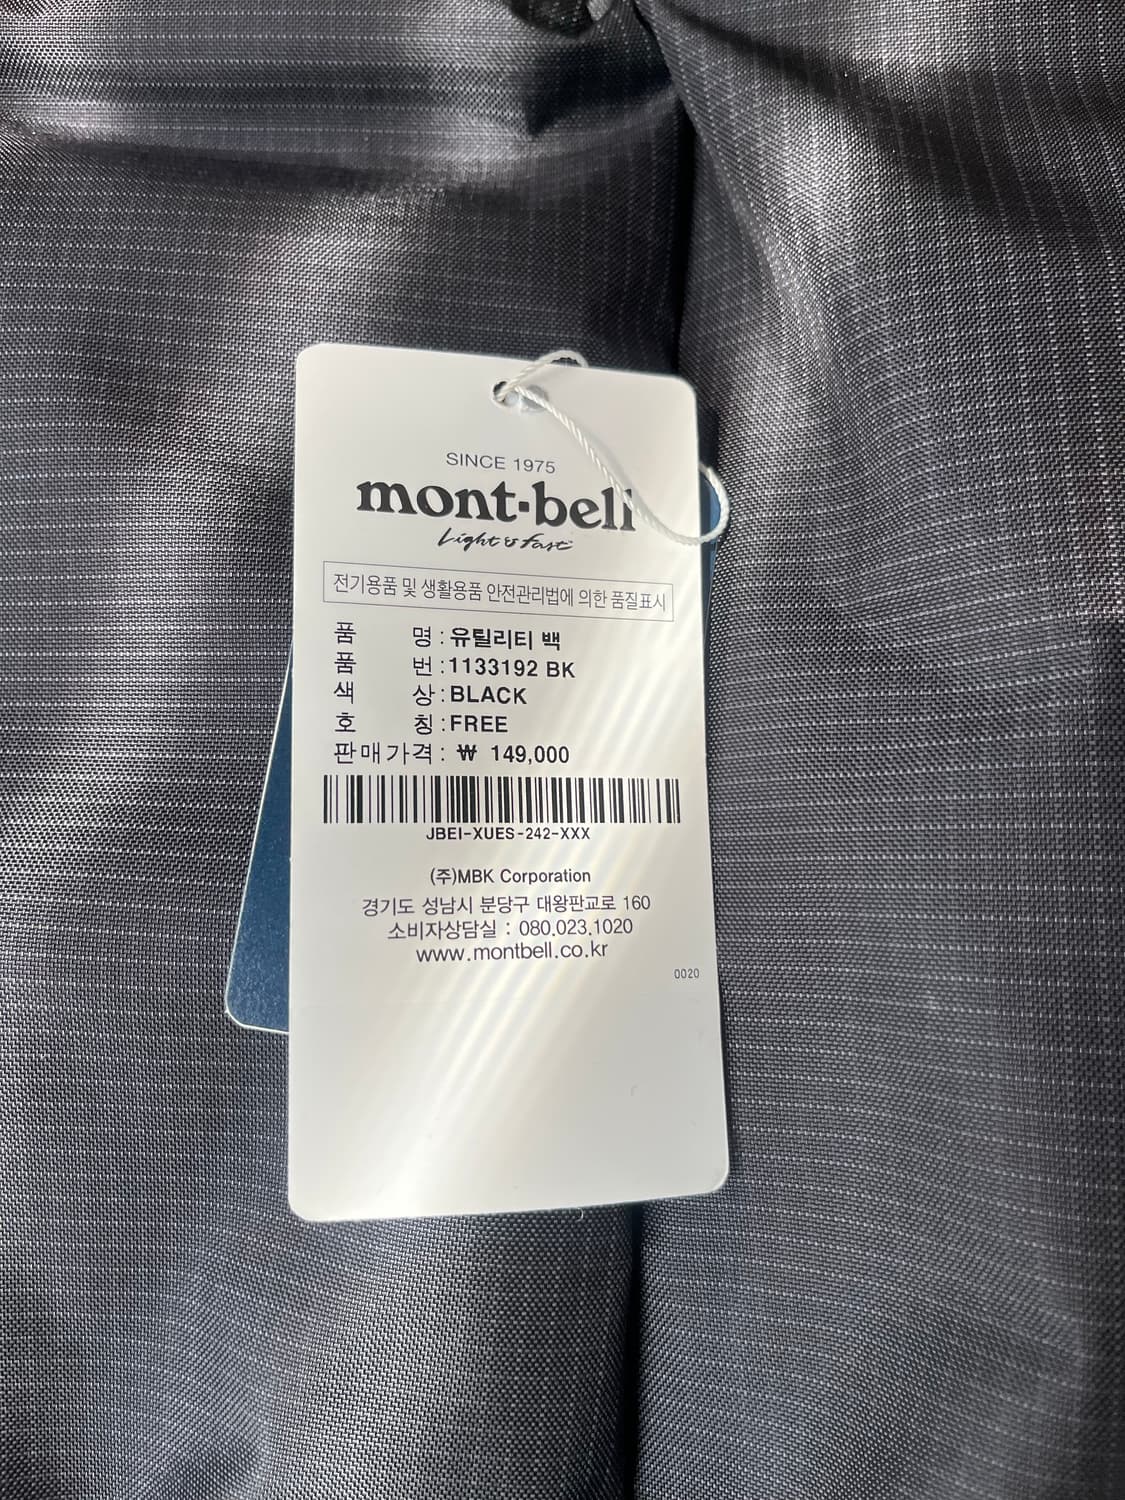 SINCE 1975
mont-bell
Light & Fast
전기용품 및 생활용품 안전관리법에 의한 품질표시
품 명 : 유틸리티 백
품 번 : 1133192 BK
색 상 : BLACK
호 칭 : FREE
판매가격 : ₩ 149,000
JBEI-XUES-242-XXX
(주)MBK Corporation
경기도 성남시 분당구 대왕판교로 160
소비자상담실 : 080.023.1020
www.montbell.co.kr
0020